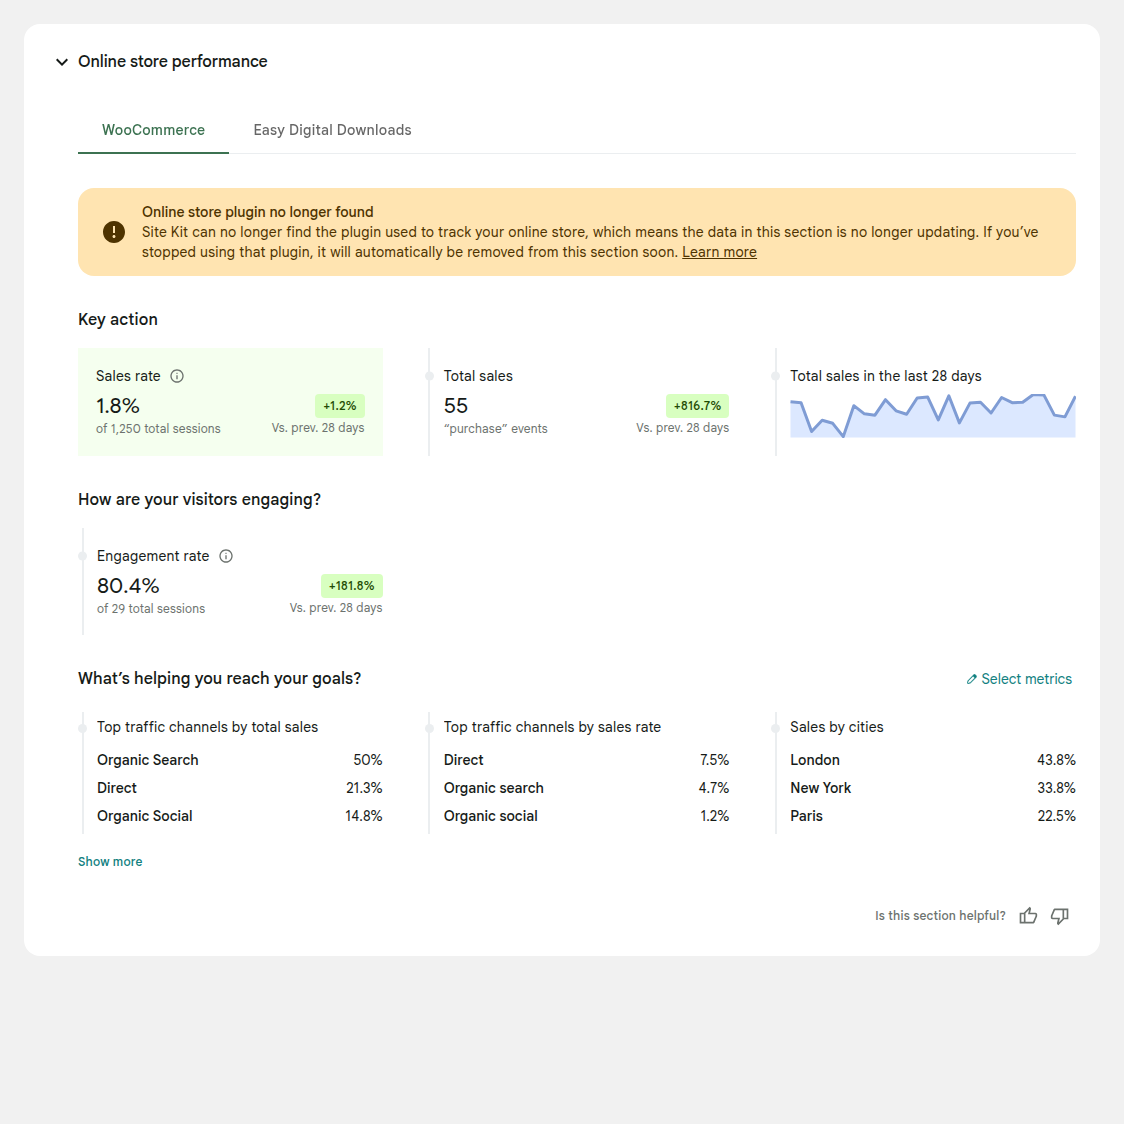 Online store performance
WooCommerce
Easy Digital Downloads
Online store plugin no longer found
Site Kit can no longer find the plugin used to track your online store, which means the data in this section is no longer updating. If you’ve
stopped using that plugin, it will automatically be removed from this section soon. Learn more
Key action
Sales rate
1.8%
+1.2%
of 1,250 total sessions
Vs. prev. 28 days
Total sales
55
+816.7%
“purchase” events
Vs. prev. 28 days
Total sales in the last 28 days
How are your visitors engaging?
Engagement rate
80.4%
+181.8%
of 29 total sessions
Vs. prev. 28 days
What’s helping you reach your goals?
Select metrics
Top traffic channels by total sales
Organic Search 50%
Direct 21.3%
Organic Social 14.8%
Top traffic channels by sales rate
Direct 7.5%
Organic search 4.7%
Organic social 1.2%
Sales by cities
London 43.8%
New York 33.8%
Paris 22.5%
Show more
Is this section helpful?